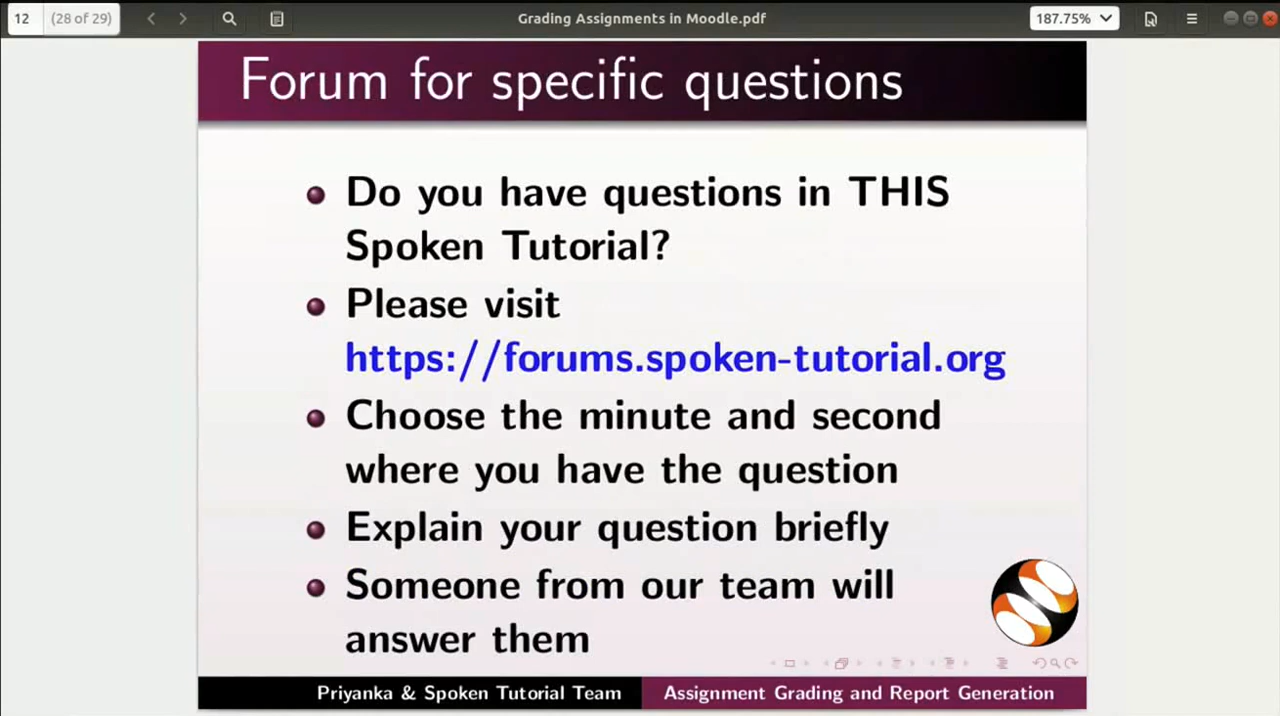 12 (28 of 29) Grading Assignments in Moodle.pdf 187.75%
Forum for specific questions
Do you have questions in THIS
Spoken Tutorial?
Please visit
https://forums.spoken-tutorial.org
Choose the minute and second
where you have the question
Explain your question briefly
Someone from our team will
answer them
Priyanka & Spoken Tutorial Team Assignment Grading and Report Generation